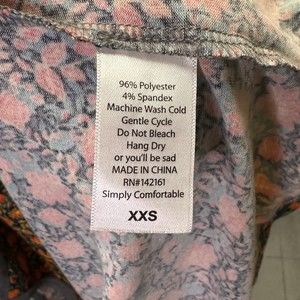 96% Polyester
4% Spandex
Machine Wash Cold
Gentle Cycle
Do Not Bleach
Hang Dry
or you'll be sad
MADE IN CHINA
RN#142161
Simply Comfortable
XXS